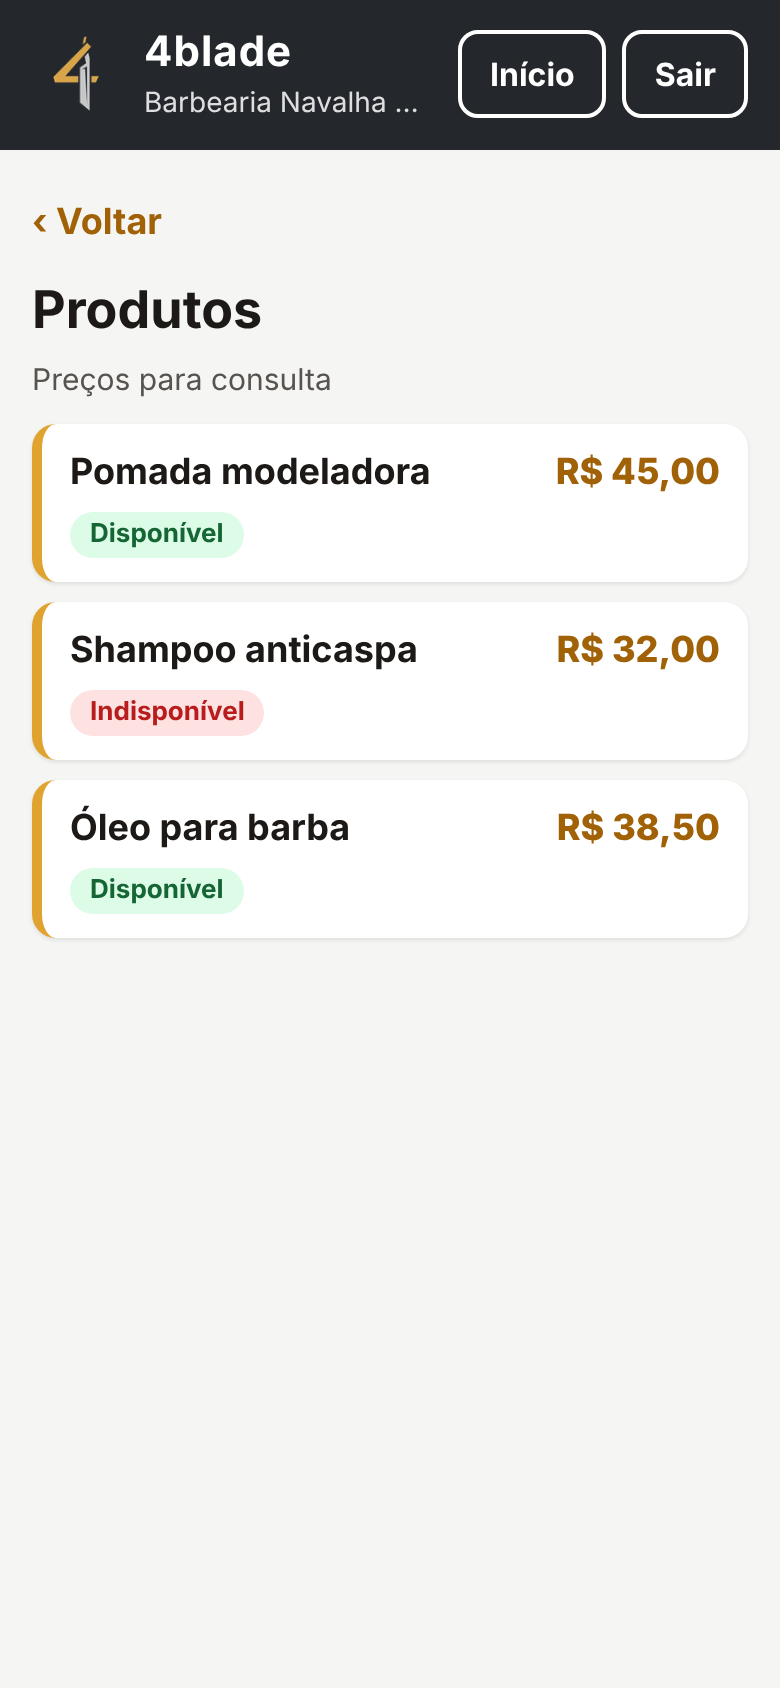 4blade
Barbearia Navalha ...
Início
Sair
‹ Voltar
Produtos
Preços para consulta
Pomada modeladora
R$ 45,00
Disponível
Shampoo anticaspa
R$ 32,00
Indisponível
Óleo para barba
R$ 38,50
Disponível